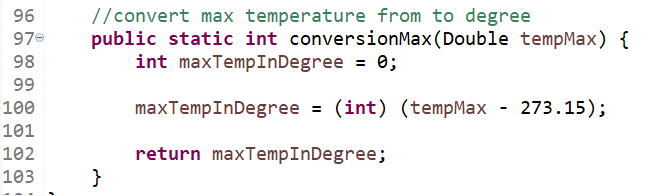 96 //convert max temperature from to degree
97 public static int conversionMax(Double tempMax) {
98 int maxTempInDegree = 0;
99
100 maxTempInDegree = (int) (tempMax - 273.15);
101
102 return maxTempInDegree;
103 }